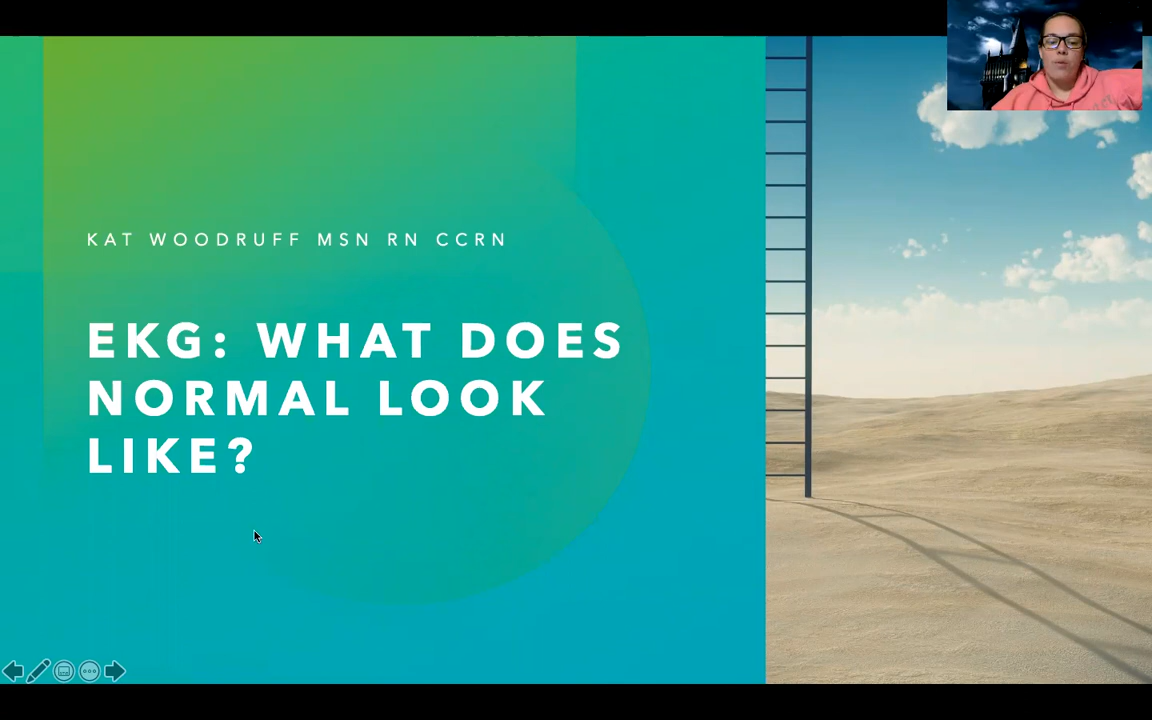 KAT WOODRUFF MSN RN CCRN
EKG: WHAT DOES
NORMAL LOOK
LIKE?